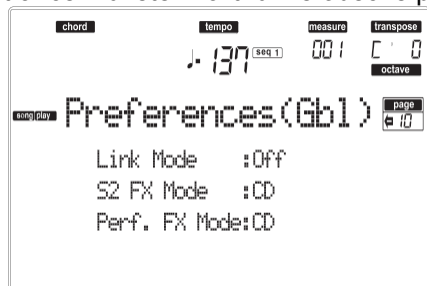 chord tempo measure transpose
♩= 137 seq 1 001 C ' 0
octave
song play Preferences(Gbl) page
10
Link Mode :Off
S2 FX Mode :CD
Perf. FX Mode:CD